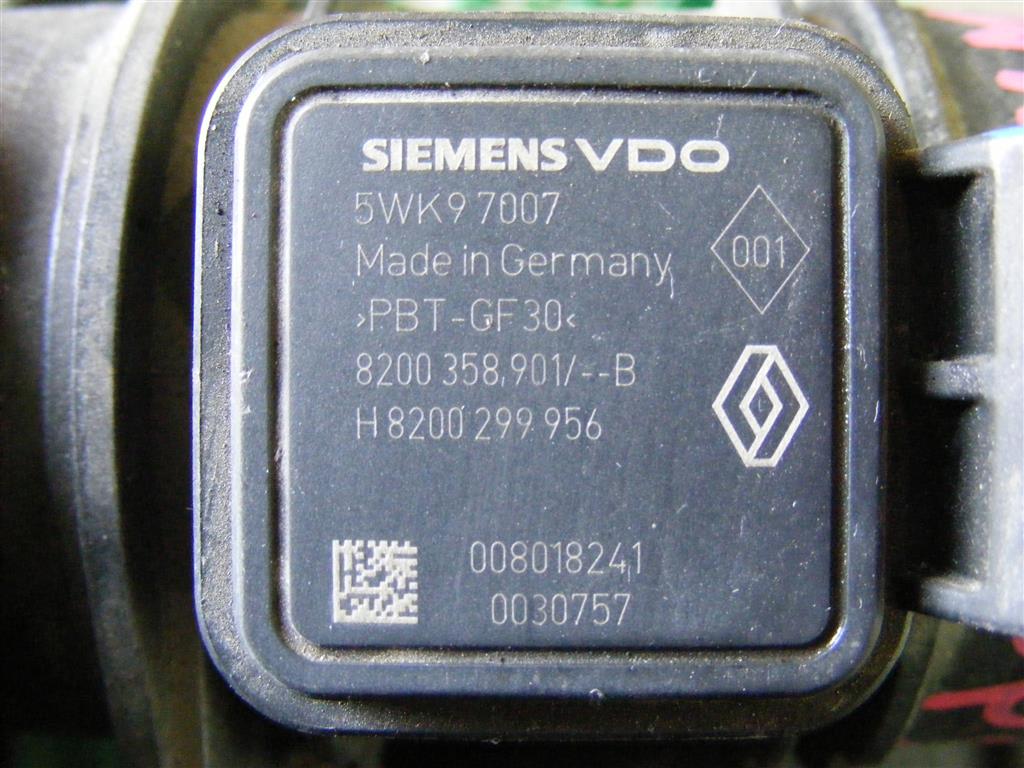 SIEMENS VDO
5WK9 7007
001
Made in Germany
>PBT-GF30<
8200 358 901/--B
H 8200 299 956
008018241
0030757